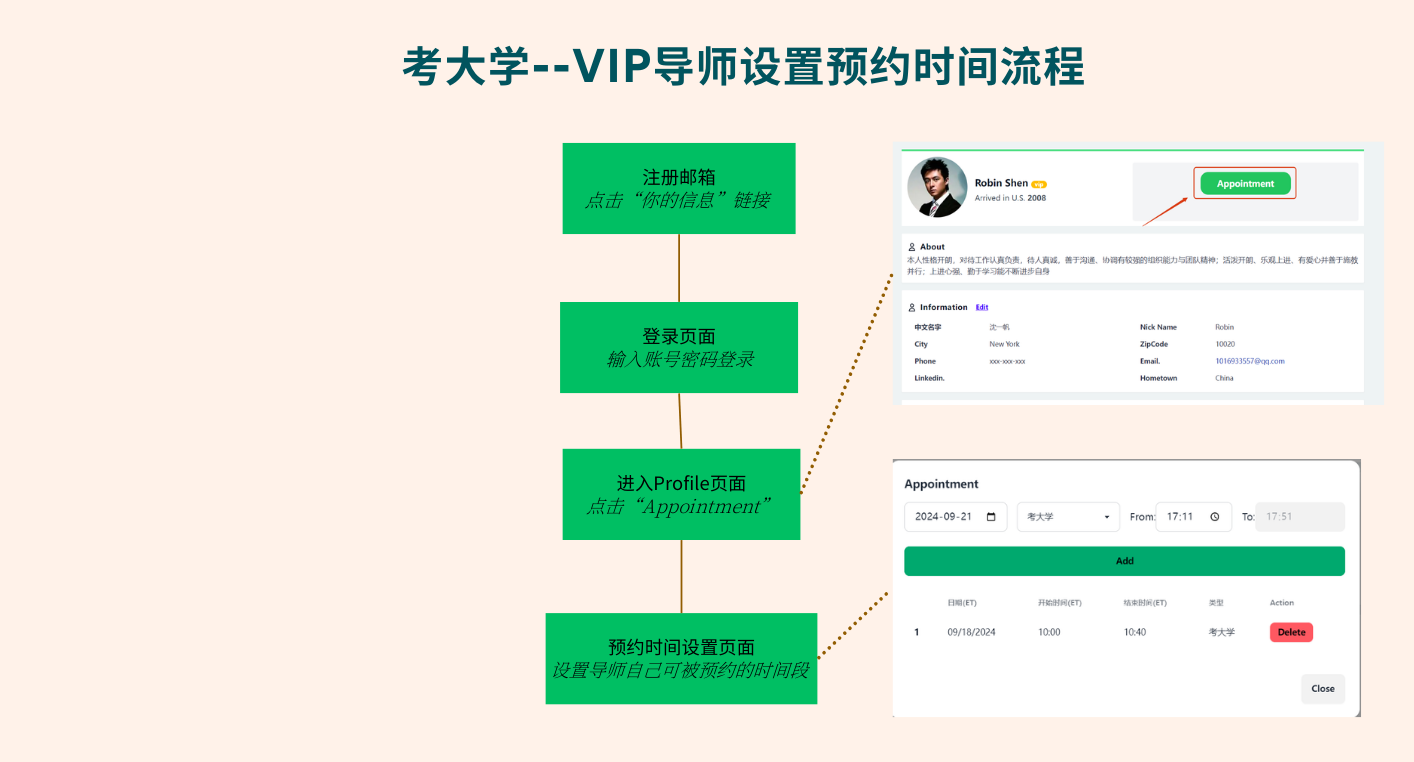 考大学--VIP导师设置预约时间流程
注册邮箱
点击“你的信息”链接
登录页面
输入账号密码登录
进入Profile页面
点击“Appointment”
预约时间设置页面
设置导师自己可被预约的时间段
Robin Shen vip
Arrived in U.S. 2008
Appointment
About
本人性格开朗，对待工作认真负责，待人真诚，善于沟通、协调有较强的组织能力与团队精神；活泼开朗、乐观上进、有爱心并善于施教
并行；上进心强，勤于学习能不断进步自身
Information Edit
中文名字 沈一帆 Nick Name Robin
City New York ZipCode 10020
Phone xxx-xxx-xxx Email. 1016933557@qq.com
Linkedin. Hometown China
Appointment
2024-09-21 考大学 From: 17:11 To: 17:51
Add
日期(ET) 开始时间(ET) 结束时间(ET) 类型 Action
1 09/18/2024 10:00 10:40 考大学 Delete
Close